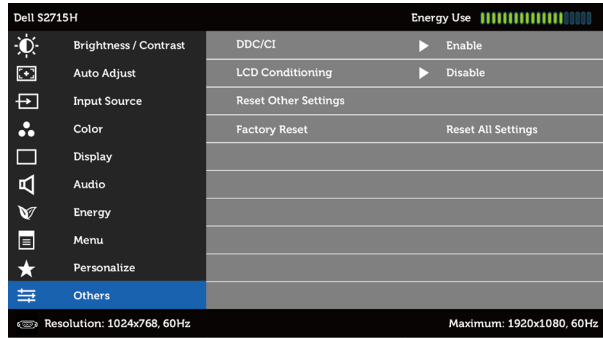 Dell S2715H Energy Use
Brightness / Contrast DDC/CI Enable
Auto Adjust LCD Conditioning Disable
Input Source Reset Other Settings
Color Factory Reset Reset All Settings
Display
Audio
Energy
Menu
Personalize
Others
Resolution: 1024x768, 60Hz Maximum: 1920x1080, 60Hz